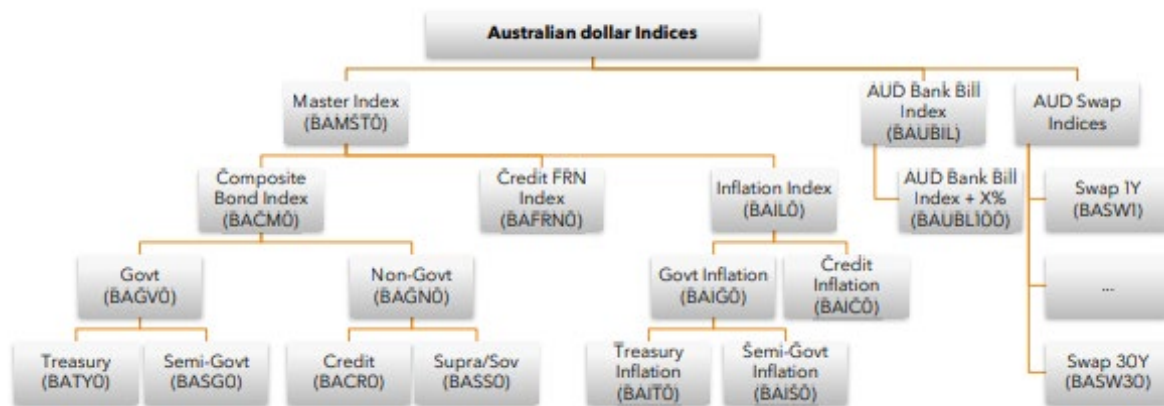 Australian dollar Indices
Master Index
(BAMST0)
AUD Bank Bill
Index
(BAUBIL)
AUD Swap
Indices
Composite
Bond Index
(BACM0)
Credit FRN
Index
(BAFRN0)
Inflation Index
(BAIL0)
AUD Bank Bill
Index + X%
(BAUBL100)
Swap 1Y
(BASW1)
Govt
(BAGV0)
Non-Govt
(BAGN0)
Govt Inflation
(BAIG0)
Credit
Inflation
(BAIC0)
...
Treasury
(BATY0)
Semi-Govt
(BASG0)
Credit
(BACR0)
Supra/Sov
(BASS0)
Treasury
Inflation
(BAIT0)
Semi-Govt
Inflation
(BAIS0)
Swap 30Y
(BASW30)